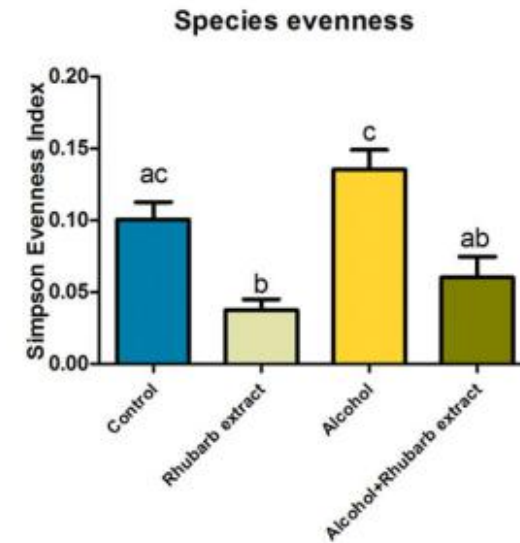 Species evenness
Simpson Evenness Index
0.20
0.15
0.10
0.05
0.00
ac
b
c
ab
Control
Rhubarb extract
Alcohol
Alcohol+Rhubarb extract